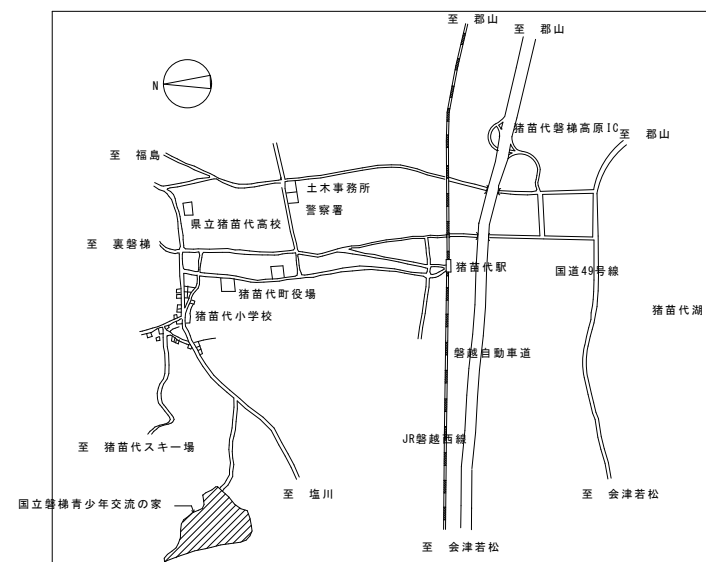 至　郡山
至　郡山
N
猪苗代磐梯高原IC
至　郡山
至　福島
土木事務所
警察署
県立猪苗代高校
至　裏磐梯
猪苗代駅
国道49号線
猪苗代町役場
猪苗代湖
猪苗代小学校
磐越自動車道
JR磐越西線
至　猪苗代スキー場
至　塩川
至　会津若松
国立磐梯青少年交流の家
至　会津若松